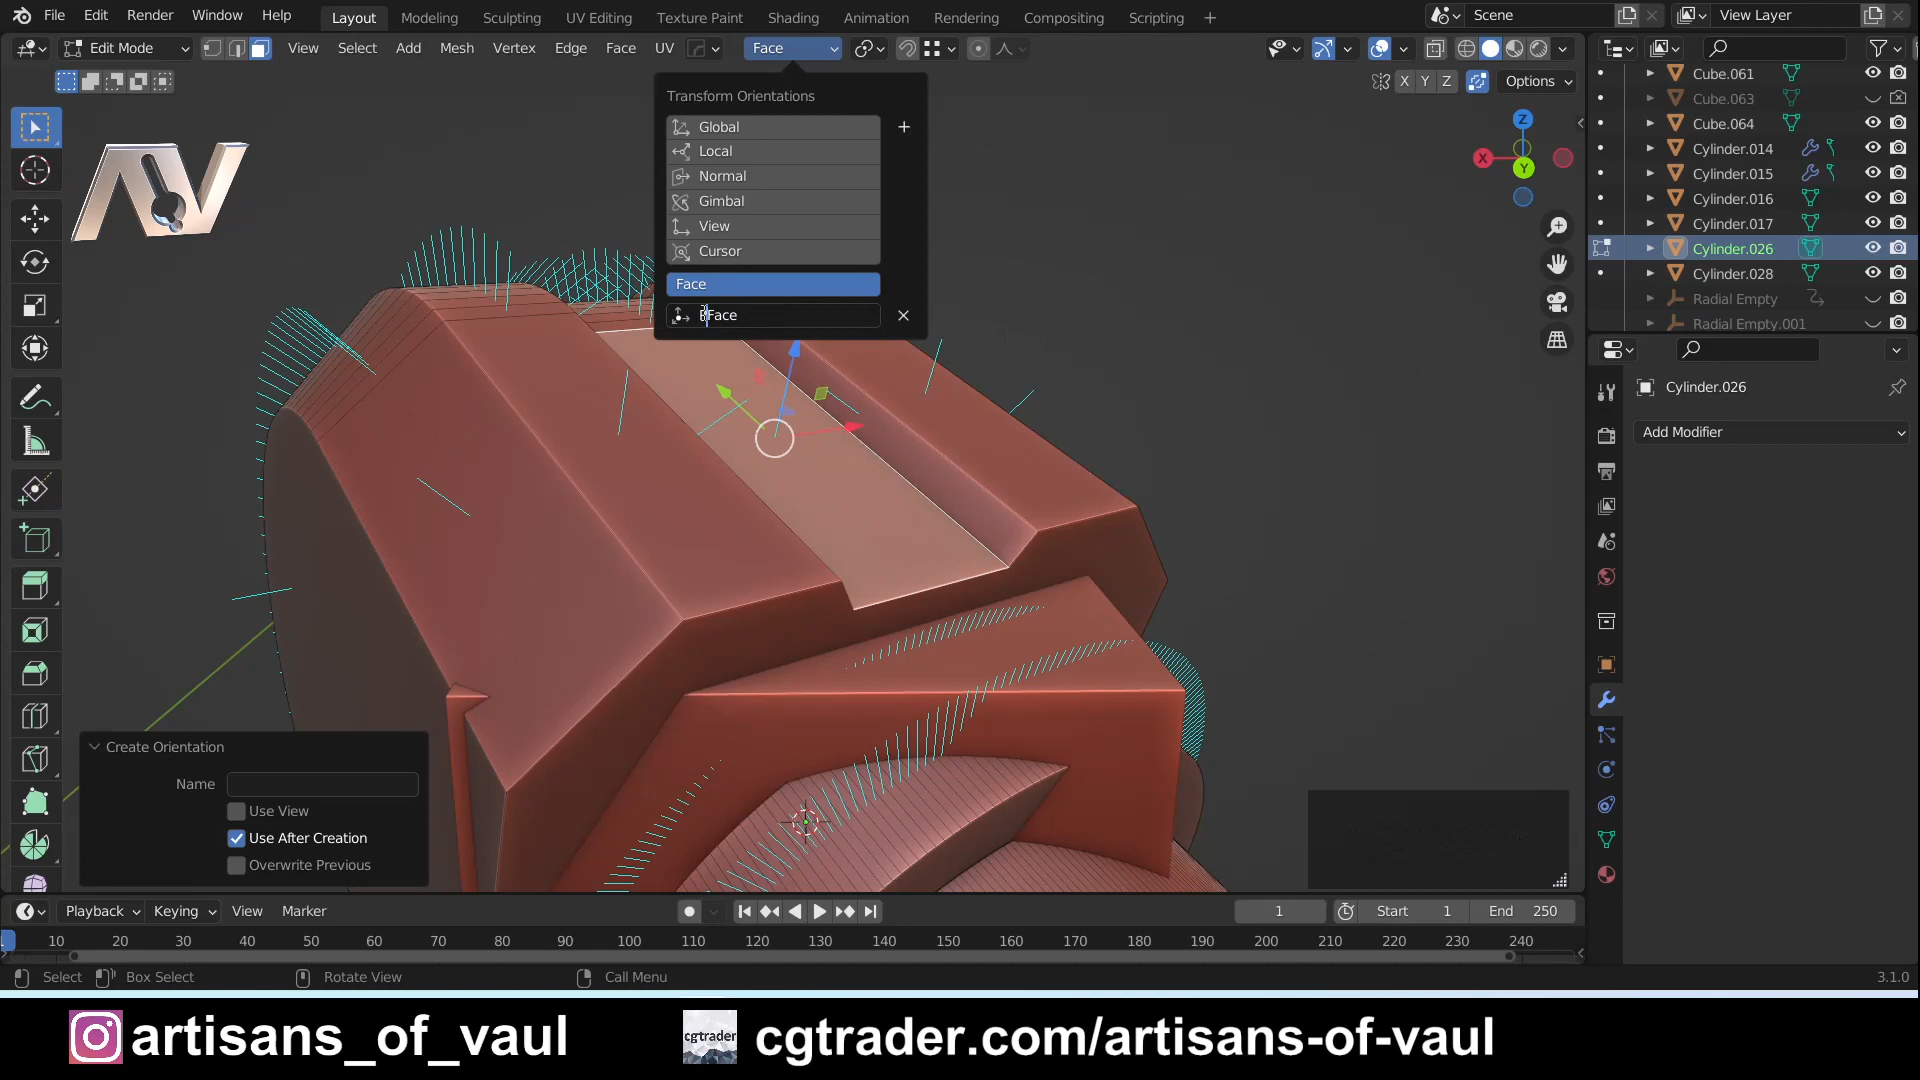 File Edit Render Window Help Layout Modeling Sculpting UV Editing Texture Paint Shading Animation Rendering Compositing Scripting + Scene View Layer
Edit Mode View Select Add Mesh Vertex Edge Face UV Face
X Y Z Options
Transform Orientations
Global
Local
Normal
Gimbal
View
Cursor
Face
Face
Cube.061
Cube.063
Cube.064
Cylinder.014
Cylinder.015
Cylinder.016
Cylinder.017
Cylinder.026
Cylinder.028
Radial Empty
Radial Empty.001
Z
X
Y
Cylinder.026
Add Modifier
Create Orientation
Name
Use View
Use After Creation
Overwrite Previous
Playback Keying View Marker 1 Start 1 End 250
10 20 30 40 50 60 70 80 90 100 110 120 130 140 150 160 170 180 190 200 210 220 230 240
Select Box Select Rotate View Call Menu 3.1.0
artisans_of_vaul cgtrader cgtrader.com/artisans-of-vaul